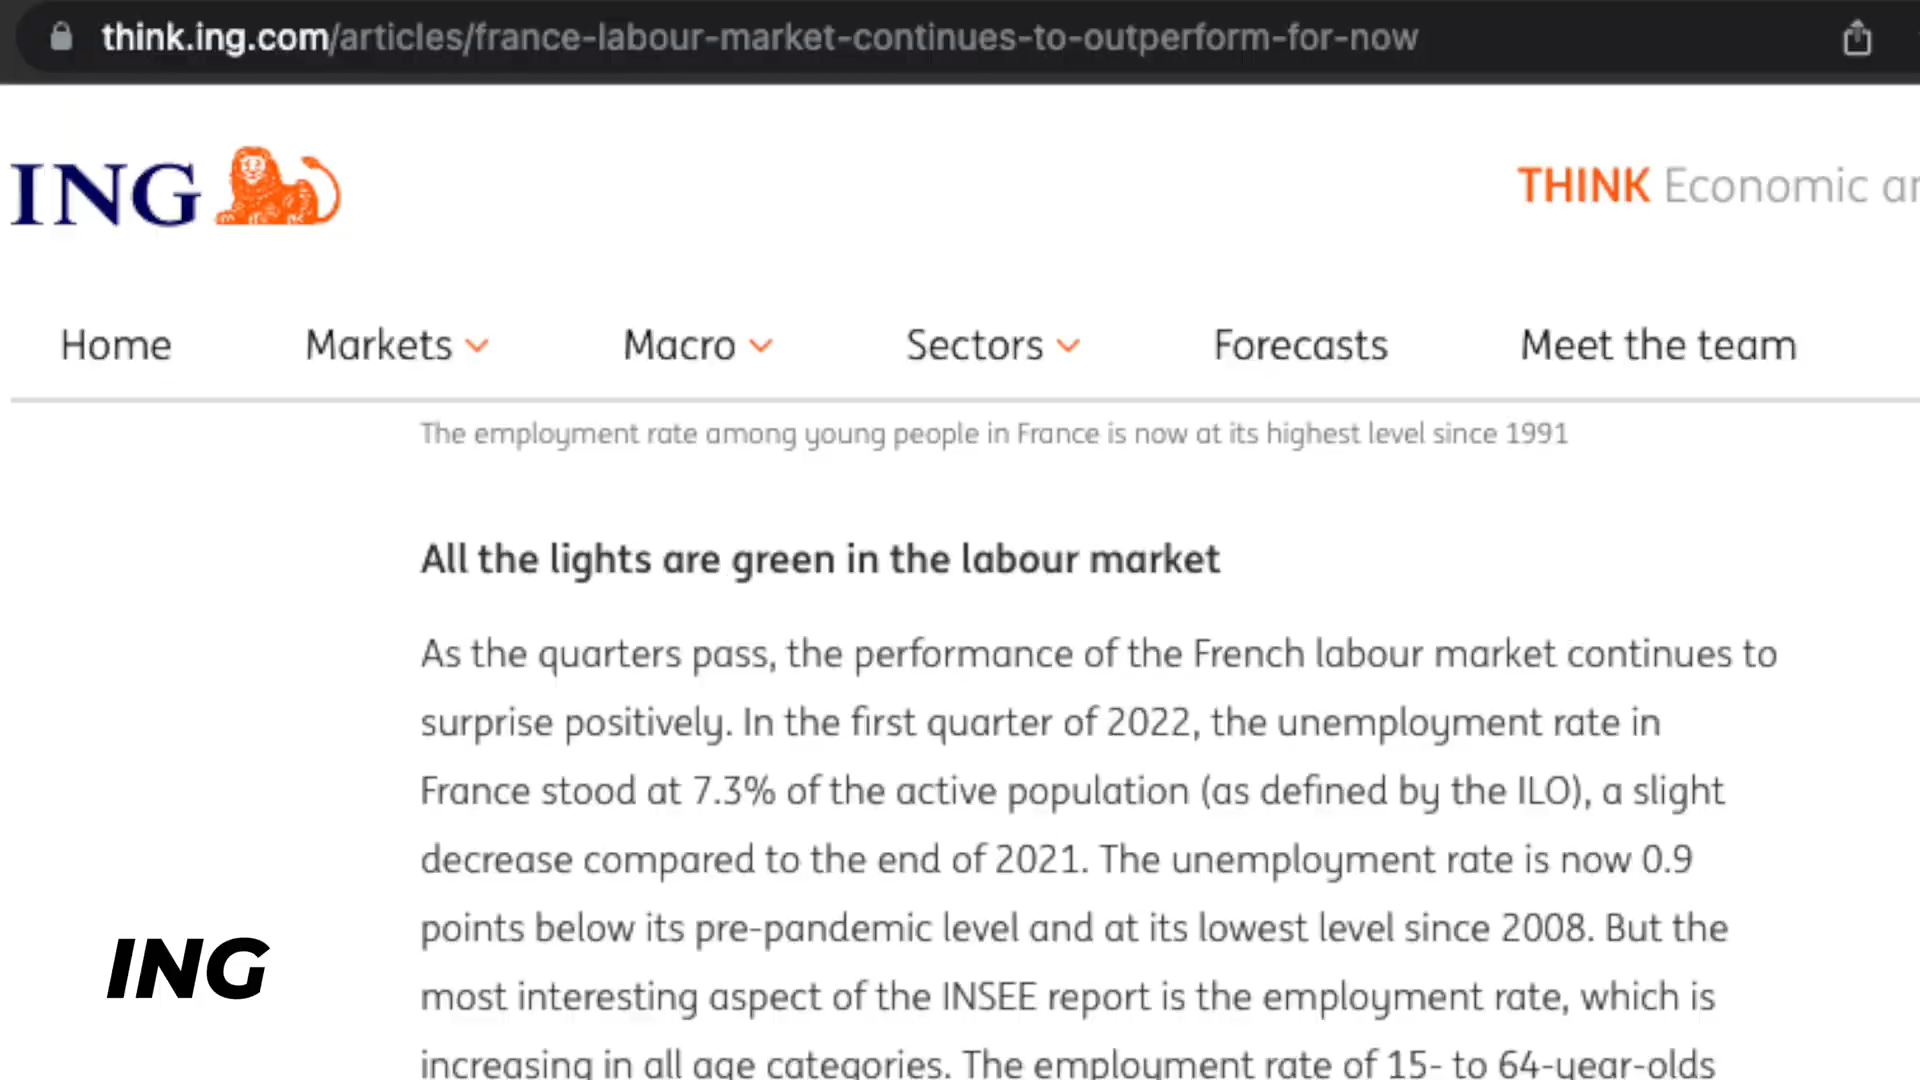 think.ing.com/articles/france-labour-market-continues-to-outperform-for-now
ING
THINK Economic
Home Markets Macro Sectors Forecasts Meet the team
The employment rate among young people in France is now at its highest level since 1991
All the lights are green in the labour market
As the quarters pass, the performance of the French labour market continues to
surprise positively. In the first quarter of 2022, the unemployment rate in
France stood at 7.3% of the active population (as defined by the ILO), a slight
decrease compared to the end of 2021. The unemployment rate is now 0.9
points below its pre-pandemic level and at its lowest level since 2008. But the
most interesting aspect of the INSEE report is the employment rate, which is
increasing in all age categories. The employment rate of 15- to 64-year-olds
ING